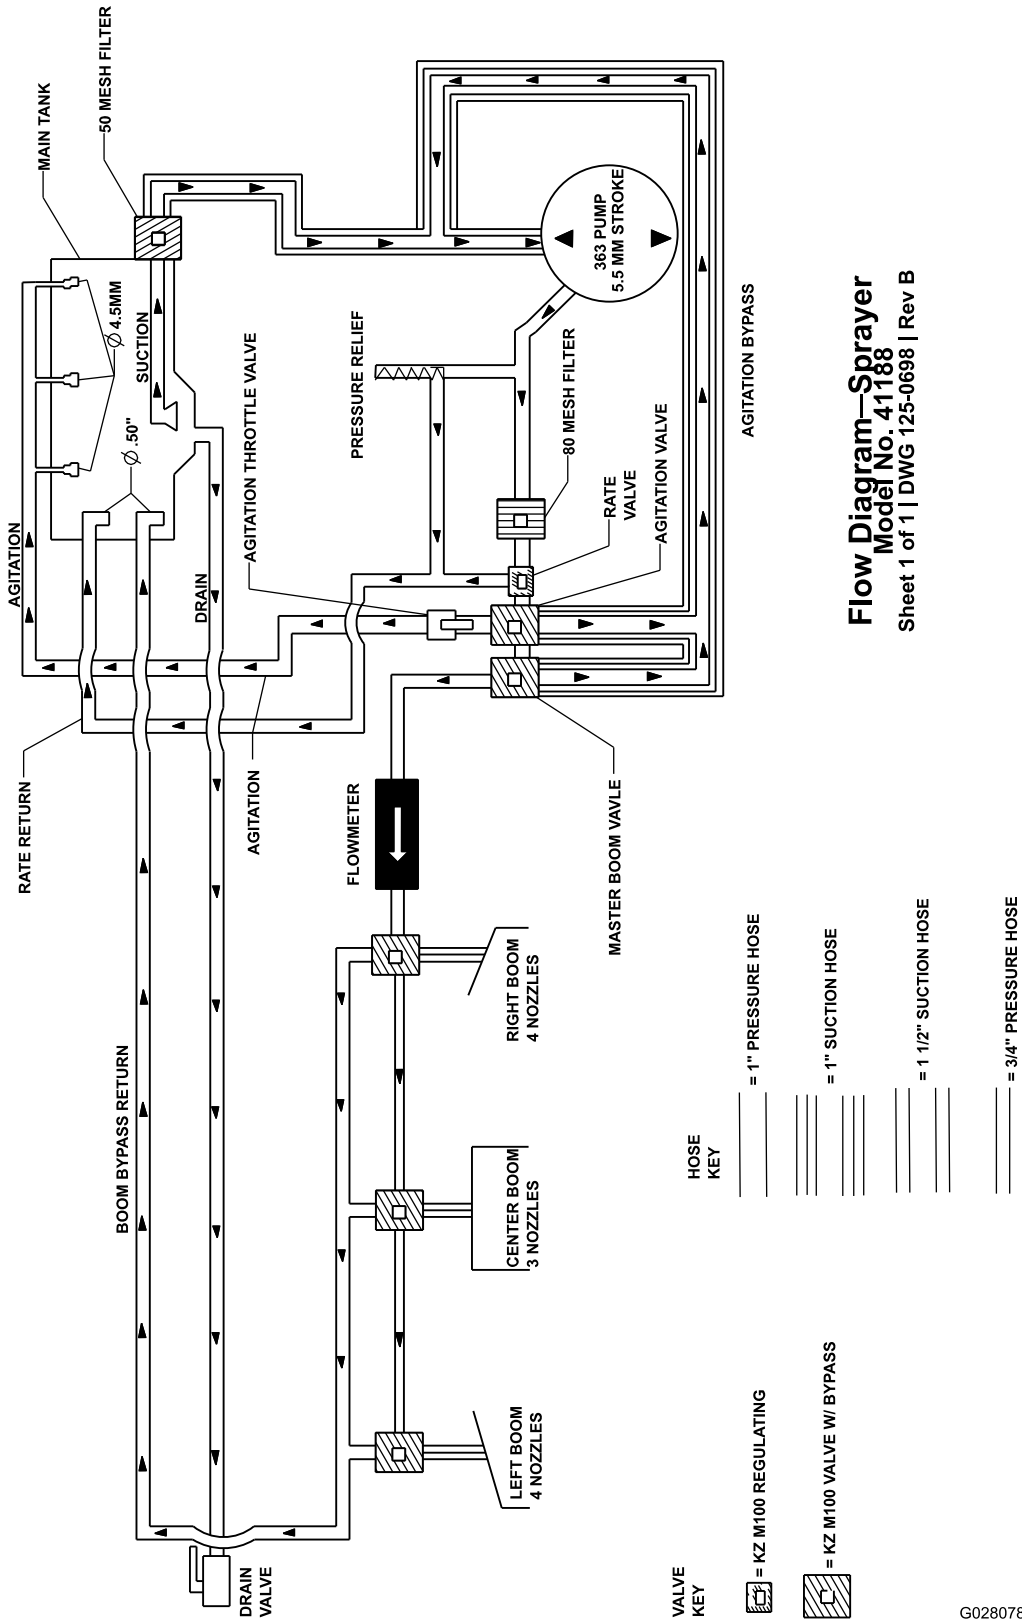 50 MESH FILTER
MAIN TANK
AGITATION
Ø 4.5MM
SUCTION
Ø .50"
DRAIN
AGITATION THROTTLE VALVE
PRESSURE RELIEF
363 PUMP
5.5 MM STROKE
80 MESH FILTER
RATE
VALVE
AGITATION VALVE
AGITATION BYPASS
RATE RETURN
AGITATION
FLOWMETER
MASTER BOOM VAVLE
BOOM BYPASS RETURN
RIGHT BOOM
4 NOZZLES
CENTER BOOM
3 NOZZLES
LEFT BOOM
4 NOZZLES
DRAIN
VALVE
Flow Diagram—Sprayer
Model No. 41188
Sheet 1 of 1 | DWG 125-0698 | Rev B
HOSE
KEY
= 1" PRESSURE HOSE
= 1" SUCTION HOSE
= 1 1/2" SUCTION HOSE
= 3/4" PRESSURE HOSE
VALVE
KEY
= KZ M100 REGULATING
= KZ M100 VALVE W/ BYPASS
G028078